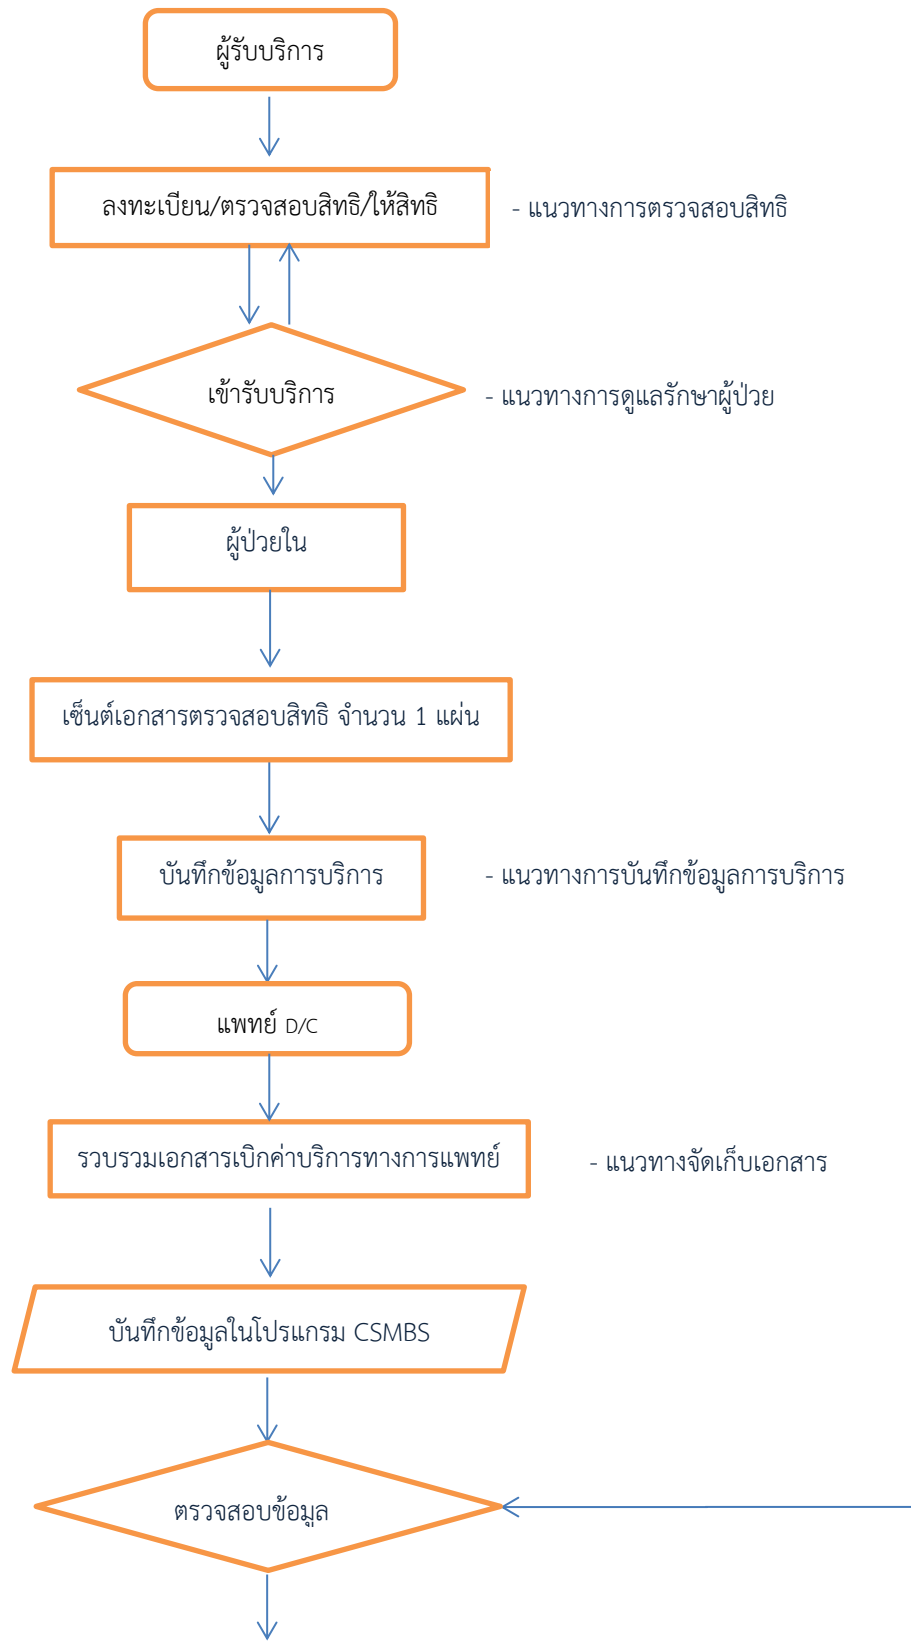 ผู้รับบริการ
ลงทะเบียน/ตรวจสอบสิทธิ/ให้สิทธิ
- แนวทางการตรวจสอบสิทธิ
เข้ารับบริการ
- แนวทางการดูแลรักษาผู้ป่วย
ผู้ป่วยใน
เซ็นต์เอกสารตรวจสอบสิทธิ จำนวน 1 แผ่น
บันทึกข้อมูลการบริการ
- แนวทางการบันทึกข้อมูลการบริการ
แพทย์ D/C
รวบรวมเอกสารเบิกค่าบริการทางการแพทย์
- แนวทางจัดเก็บเอกสาร
บันทึกข้อมูลในโปรแกรม CSMBS
ตรวจสอบข้อมูล